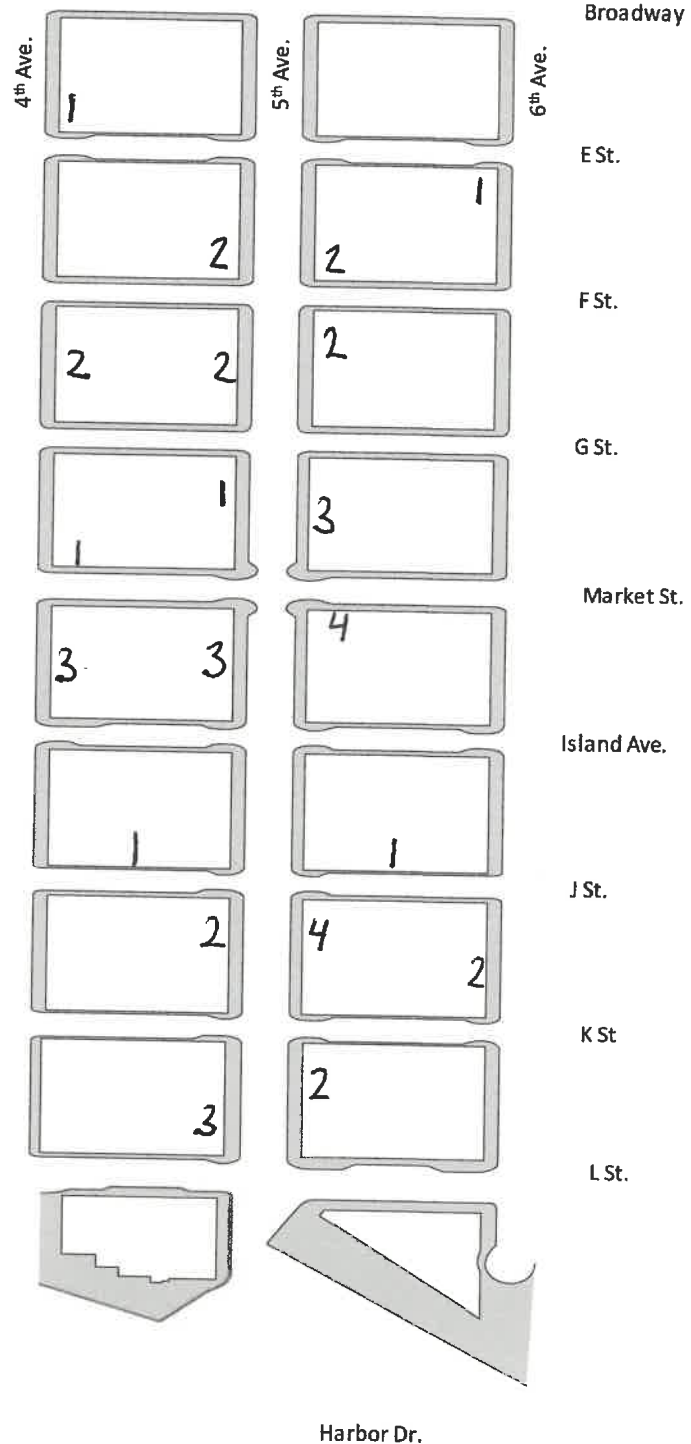 Broadway
4th Ave.
5th Ave.
6th Ave.
1
E St.
1
2 2
F St.
2 2 2
G St.
1 3
1
Market St.
4
3 3
Island Ave.
1 1
J St.
2 4 2
K St
2
3
L St.
Harbor Dr.